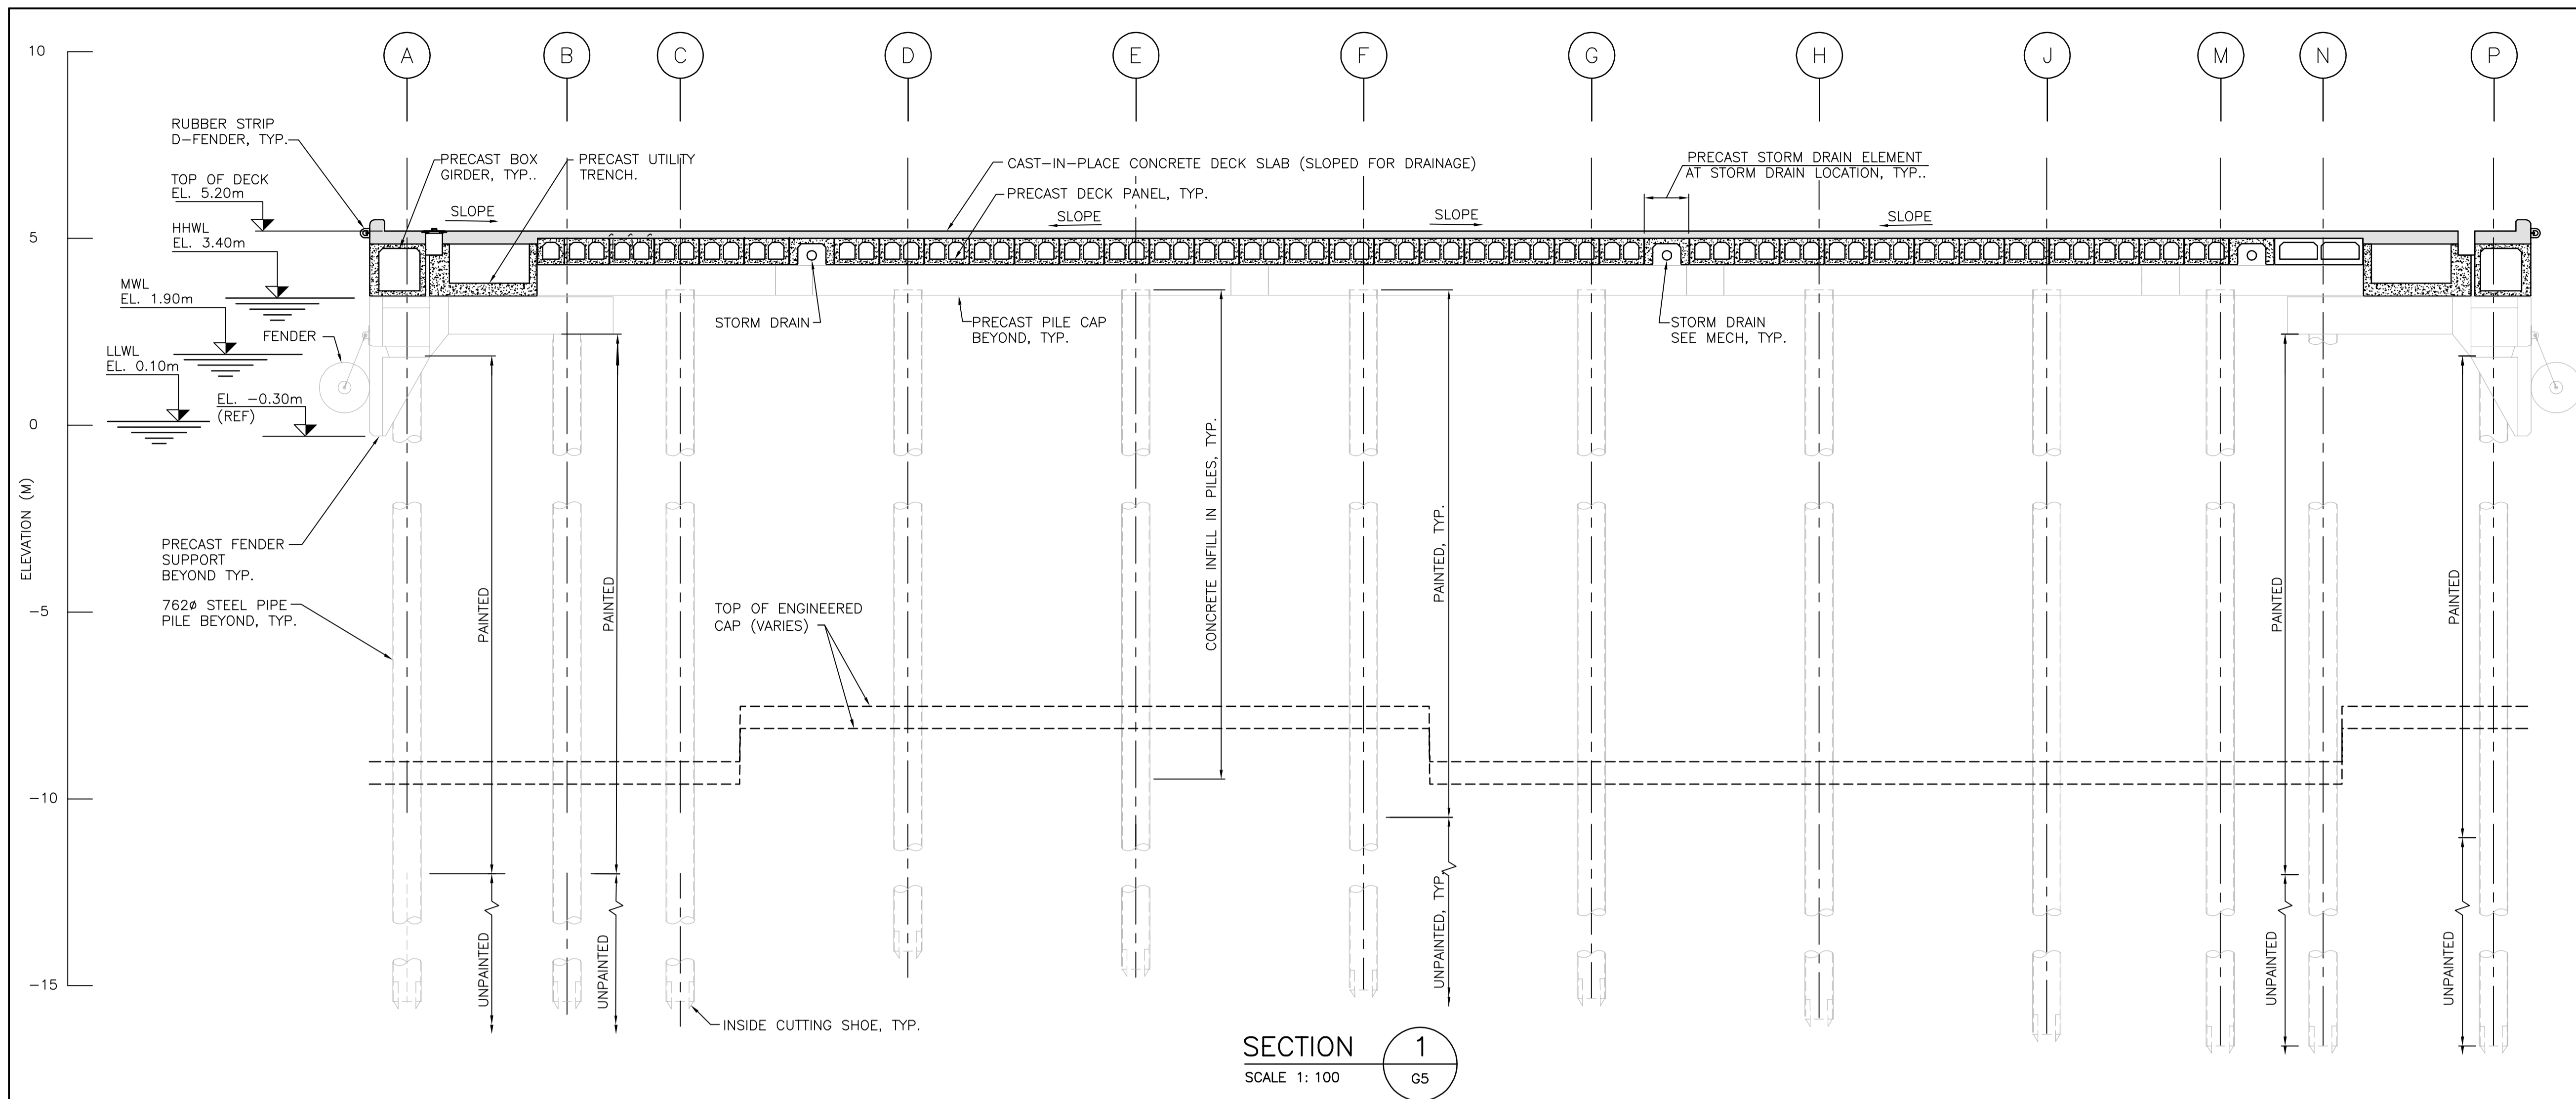 A
B
C
D
E
F
G
H
J
M
N
P
10
5
0
-5
-10
-15
ELEVATION (M)
RUBBER STRIP
D-FENDER, TYP.
TOP OF DECK
EL. 5.20m
HHWL
EL. 3.40m
MWL
EL. 1.90m
FENDER
LLWL
EL. 0.10m
EL. -0.30m
(REF)
PRECAST FENDER
SUPPORT
BEYOND TYP.
762ø STEEL PIPE
PILE BEYOND, TYP.
PRECAST BOX
GIRDER, TYP..
PRECAST UTILITY
TRENCH.
SLOPE
CAST-IN-PLACE CONCRETE DECK SLAB (SLOPED FOR DRAINAGE)
PRECAST DECK PANEL, TYP.
SLOPE
SLOPE
PRECAST STORM DRAIN ELEMENT
AT STORM DRAIN LOCATION, TYP..
SLOPE
STORM DRAIN
PRECAST PILE CAP
BEYOND, TYP.
STORM DRAIN
SEE MECH, TYP.
PAINTED
PAINTED
TOP OF ENGINEERED
CAP (VARIES)
CONCRETE INFILL IN PILES, TYP.
PAINTED, TYP.
PAINTED
PAINTED
UNPAINTED
UNPAINTED
UNPAINTED, TYP.
UNPAINTED
UNPAINTED
INSIDE CUTTING SHOE, TYP.
SECTION
SCALE 1: 100
1
G5